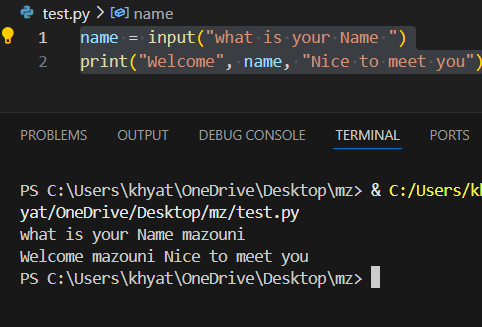 test.py > name
1 name = input("what is your Name ")
2 print("Welcome", name, "Nice to meet you")
PROBLEMS OUTPUT DEBUG CONSOLE TERMINAL PORTS
PS C:\Users\khyat\OneDrive\Desktop\mz> & C:/Users/kh
yat/OneDrive/Desktop/mz/test.py
what is your Name mazouni
Welcome mazouni Nice to meet you
PS C:\Users\khyat\OneDrive\Desktop\mz>